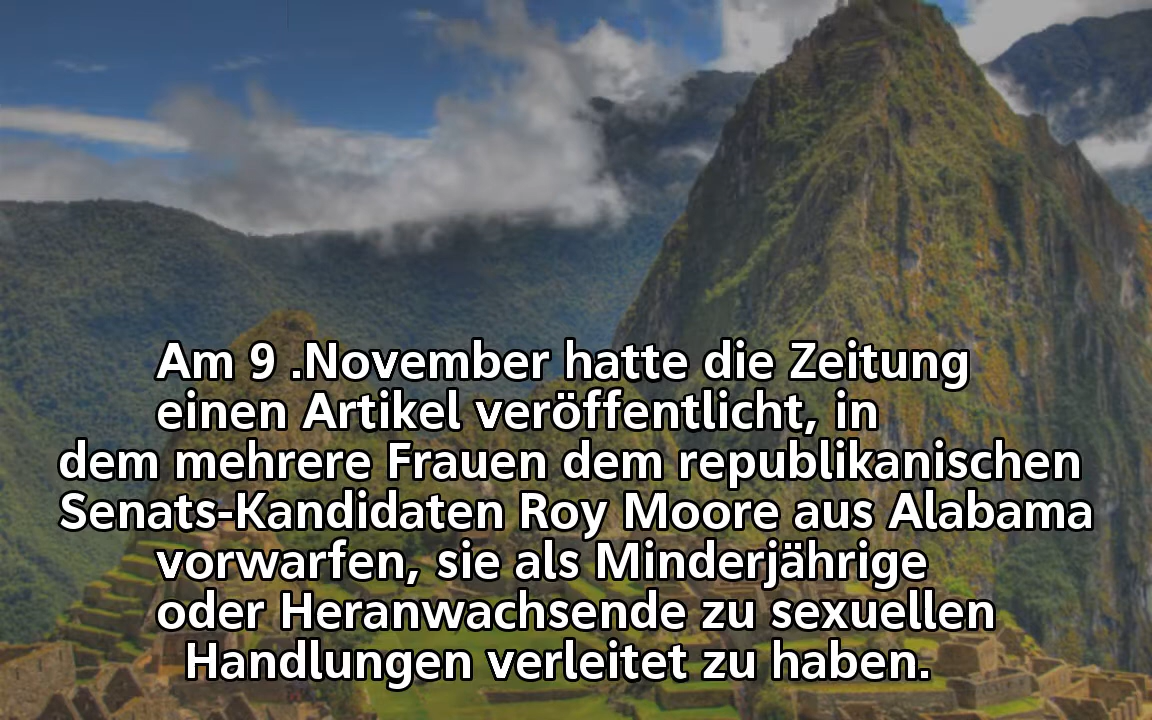 Am 9 .November hatte die Zeitung
einen Artikel veröffentlicht, in
dem mehrere Frauen dem republikanischen
Senats-Kandidaten Roy Moore aus Alabama
vorwarfen, sie als Minderjährige
oder Heranwachsende zu sexuellen
Handlungen verleitet zu haben.